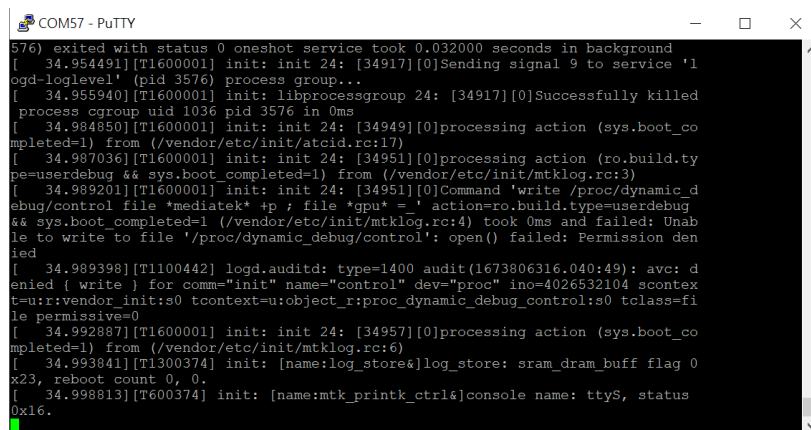 COM57 - PuTTY
576) exited with status 0 oneshot service took 0.032000 seconds in background
[   34.954491][T1600001] init: init 24: [34917][0]Sending signal 9 to service 'l
ogd-loglevel' (pid 3576) process group...
[   34.955940][T1600001] init: libprocessgroup 24: [34917][0]Successfully killed
 process cgroup uid 1036 pid 3576 in 0ms
[   34.984850][T1600001] init: init 24: [34949][0]processing action (sys.boot_co
mpleted=1) from (/vendor/etc/init/atcid.rc:17)
[   34.987036][T1600001] init: init 24: [34951][0]processing action (ro.build.ty
pe=userdebug && sys.boot_completed=1) from (/vendor/etc/init/mtklog.rc:3)
[   34.989201][T1600001] init: init 24: [34951][0]Command 'write /proc/dynamic_d
ebug/control file *mediatek* +p ; file *gpu* =_' action=ro.build.type=userdebug
&& sys.boot_completed=1 (/vendor/etc/init/mtklog.rc:4) took 0ms and failed: Unab
le to write to file '/proc/dynamic_debug/control': open() failed: Permission den
ied
[   34.989398][T1100442] logd.auditd: type=1400 audit(1673806316.040:49): avc: d
enied { write } for comm="init" name="control" dev="proc" ino=4026532104 scontex
t=u:r:vendor_init:s0 tcontext=u:object_r:proc_dynamic_debug_control:s0 tclass=fi
le permissive=0
[   34.992887][T1600001] init: init 24: [34957][0]processing action (sys.boot_co
mpleted=1) from (/vendor/etc/init/mtklog.rc:6)
[   34.993841][T1300374] init: [name:log_store&]log_store: sram_dram_buff flag 0
x23, reboot count 0, 0.
[   34.998813][T600374] init: [name:mtk_printk_ctrl&]console name: ttyS, status
0x16.